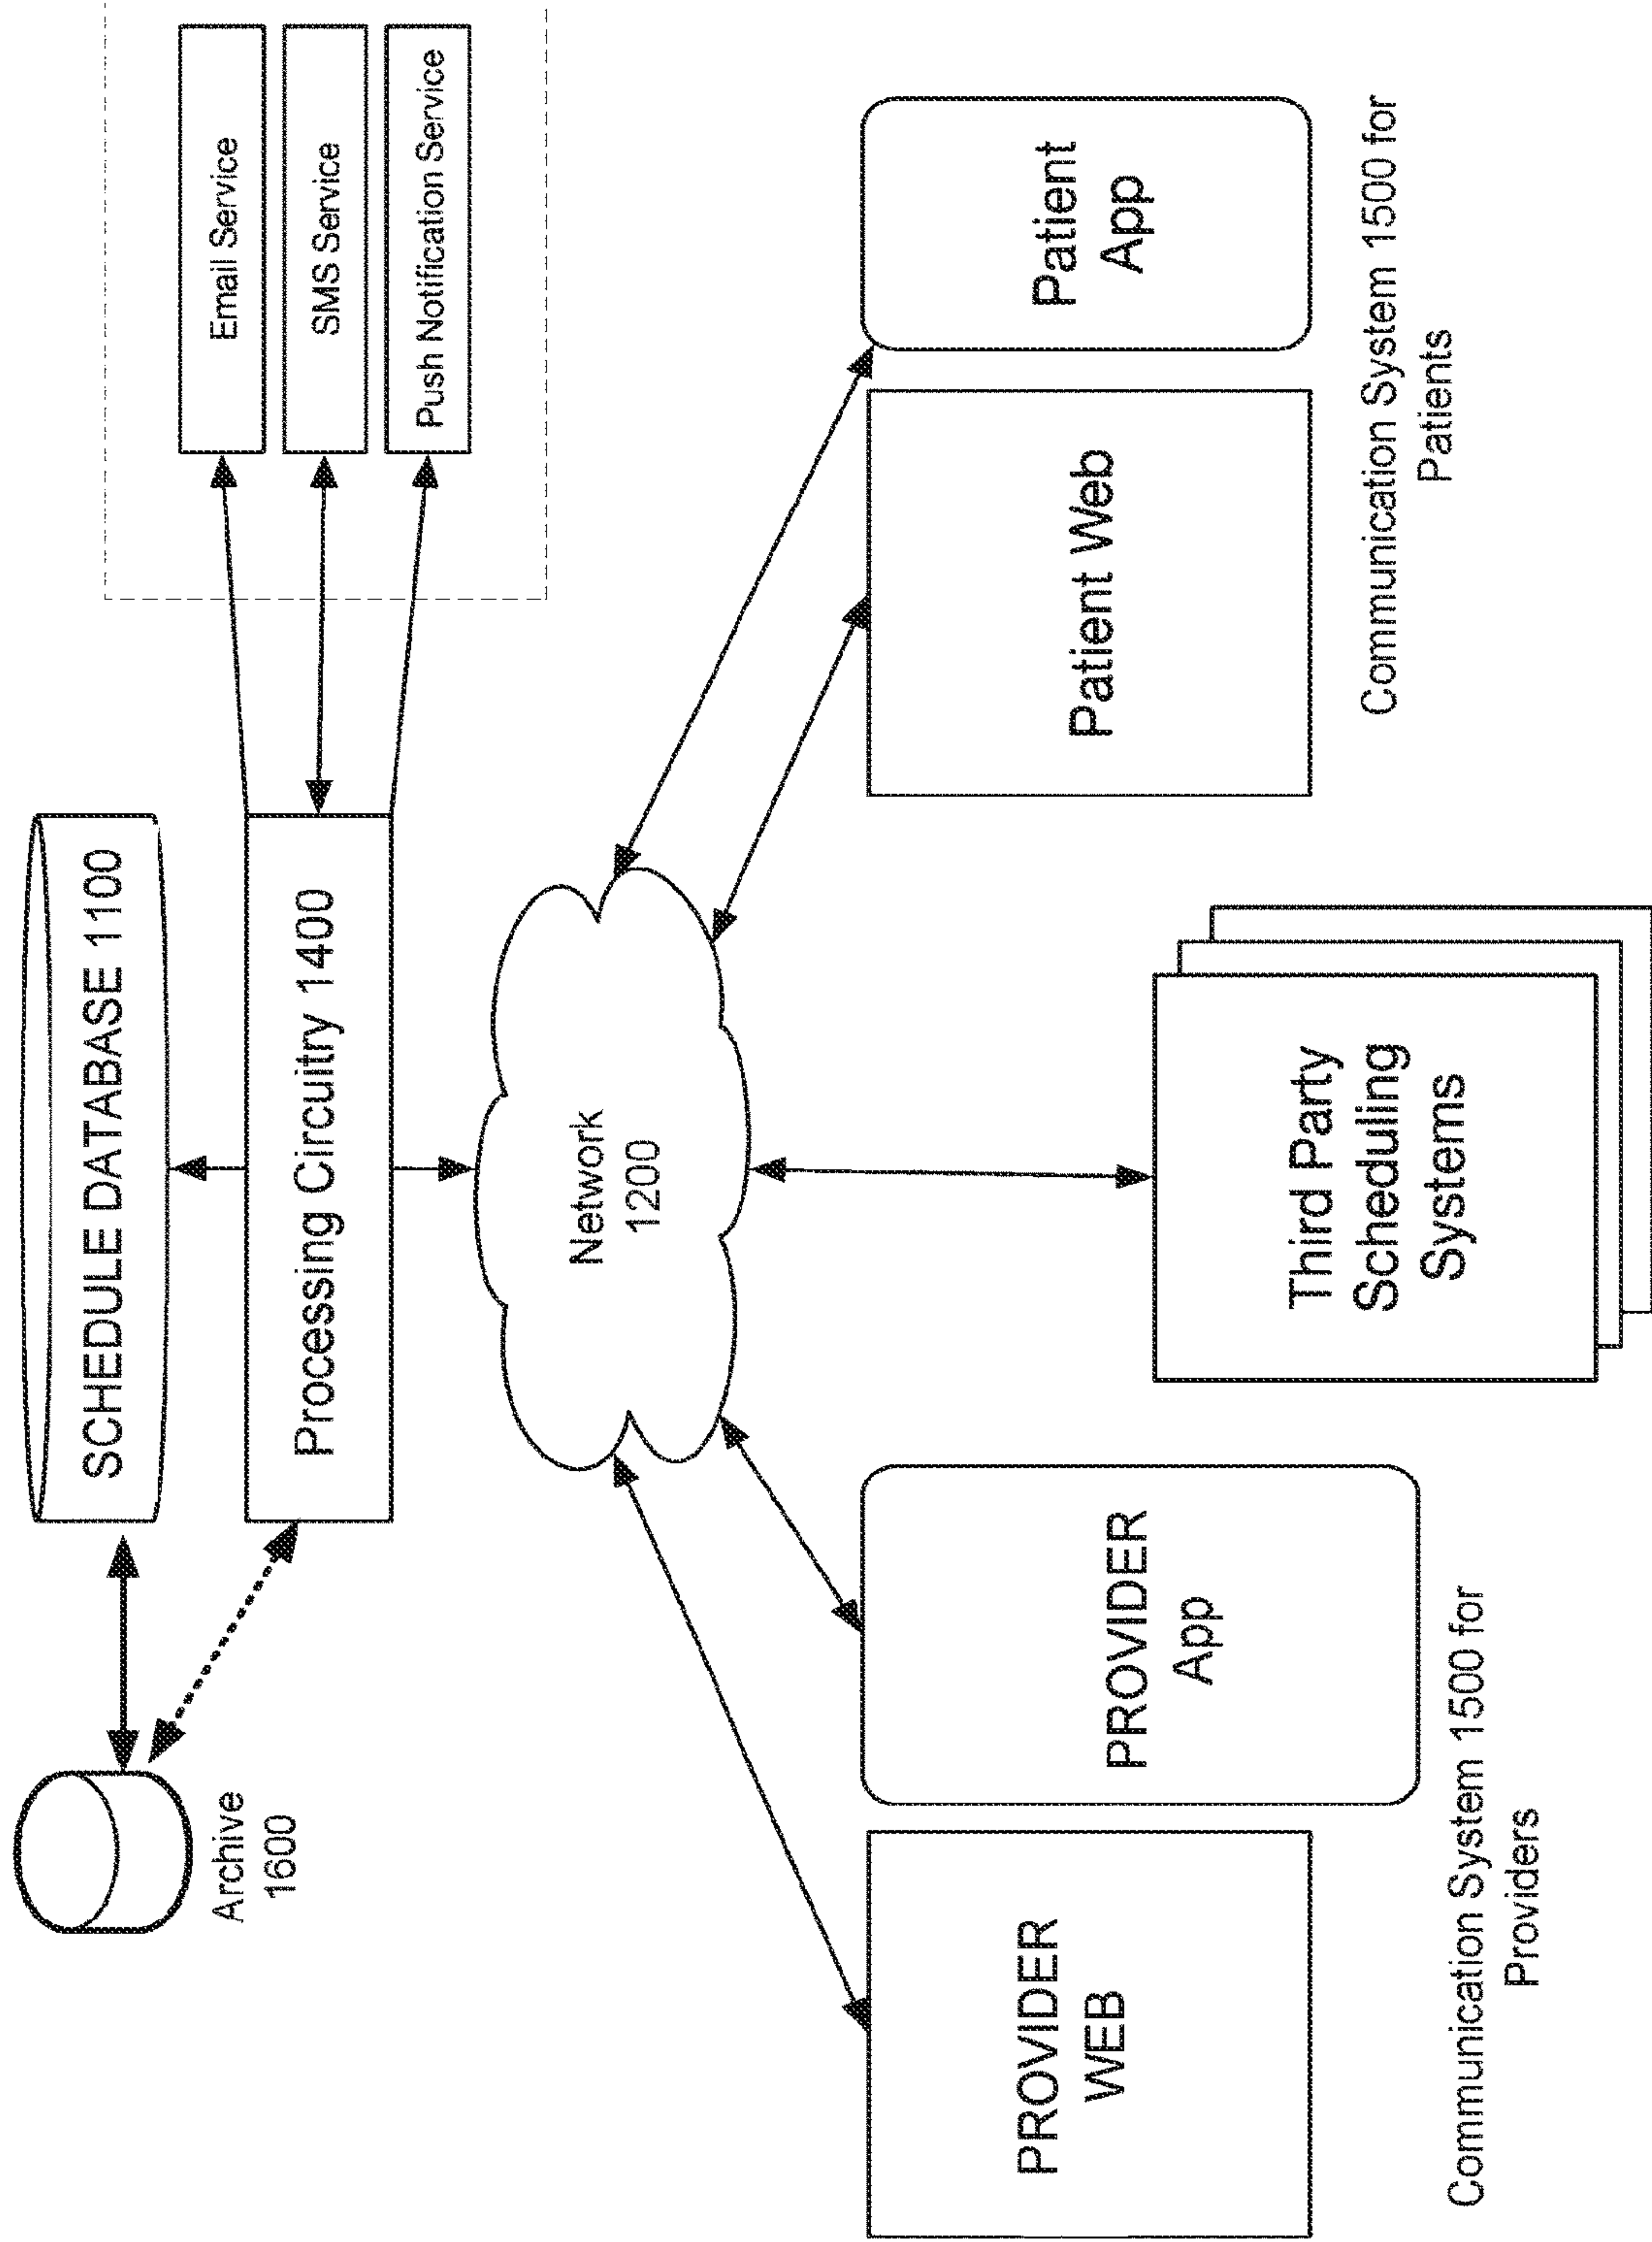 Archive
1600
SCHEDULE DATABASE 1100
Processing Circuitry 1400
Email Service
SMS Service
Push Notification Service
Network
1200
PROVIDER
WEB
PROVIDER
App
Communication System 1500 for
Providers
Third Party
Scheduling
Systems
Patient Web
Patient
App
Communication System 1500 for
Patients